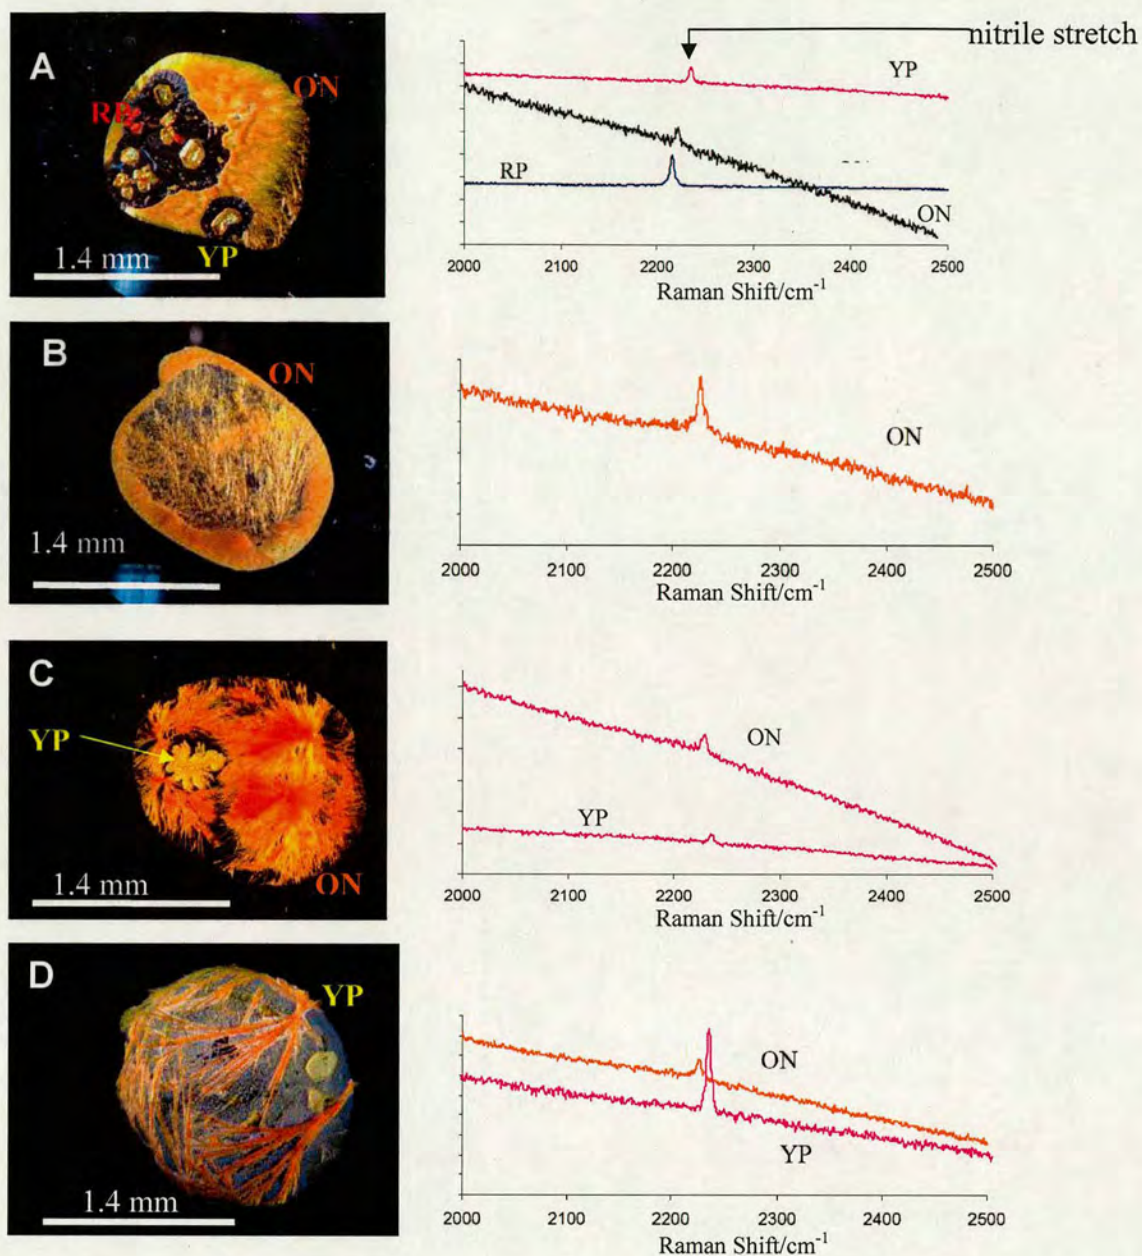 A
RP
ON
YP
1.4 mm
nitrile stretch
YP
RP
ON
2000 2100 2200 2300 2400 2500
Raman Shift/cm-1
B
ON
1.4 mm
ON
2000 2100 2200 2300 2400 2500
Raman Shift/cm-1
C
YP
ON
1.4 mm
ON
YP
2000 2100 2200 2300 2400 2500
Raman Shift/cm-1
D
YP
1.4 mm
ON
YP
2000 2100 2200 2300 2400 2500
Raman Shift/cm-1